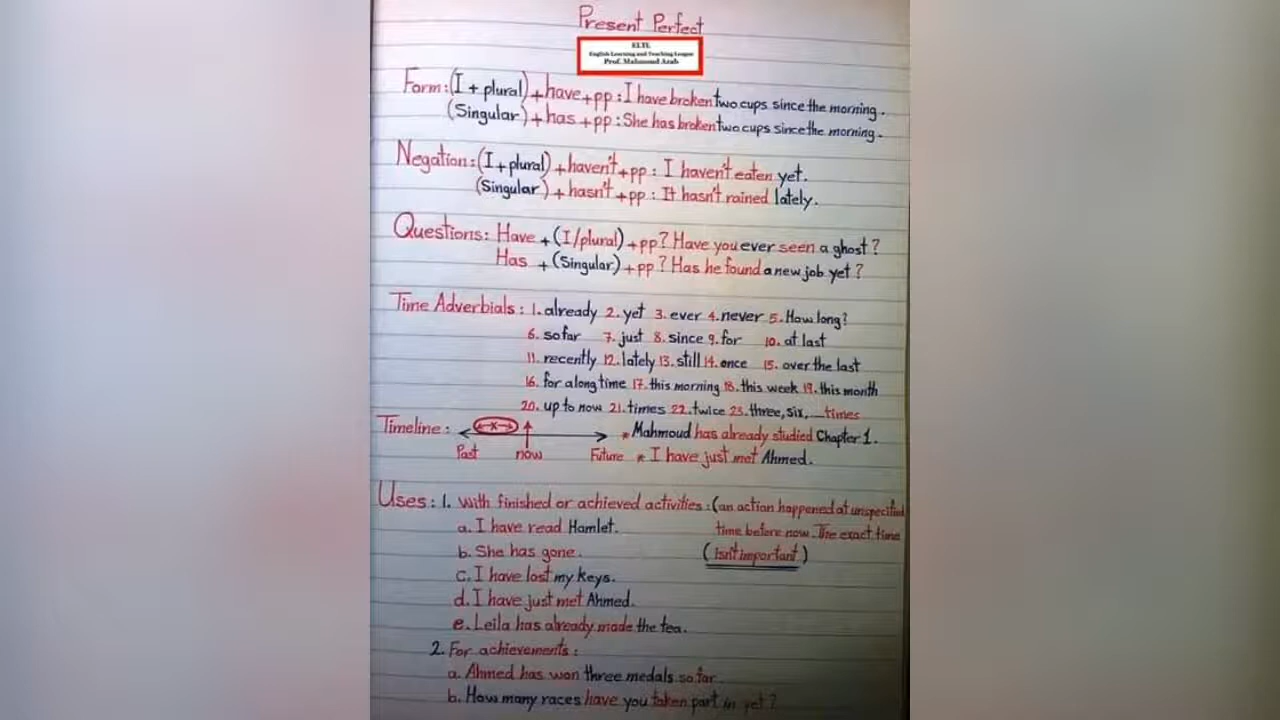 Present Perfect
ELTL
English Learning and Teaching League
Prof. Mahmoud Arab
Form: (I + plural) + have + pp : I have broken two cups since the morning.
(Singular) + has + pp : She has broken two cups since the morning.
Negation: (I + plural) + haven't + pp : I haven't eaten yet.
(Singular) + hasn't + pp : It hasn't rained lately.
Questions: Have + (I/plural) + pp? Have you ever seen a ghost?
Has + (Singular) + pp? Has he found a new job yet?
Time Adverbials: 1. already 2. yet 3. ever 4. never 5. How long?
6. so far 7. just 8. since 9. for 10. at last
11. recently 12. lately 13. still 14. once 15. over the last
16. for a long time 17. this morning 18. this week 19. this month
20. up to now 21. times 22. twice 23. three, six, ... times
Timeline: * Mahmoud has already studied Chapter 1.
Past now Future * I have just met Ahmed.
Uses: 1. with finished or achieved activities: (an action happened at unspecified
a. I have read Hamlet. time before now. The exact time
b. She has gone. (isn't important)
c. I have lost my keys.
d. I have just met Ahmed.
e. Leila has already made the tea.
2. For achievements:
a. Ahmed has won three medals so far.
b. How many races have you taken part in yet?